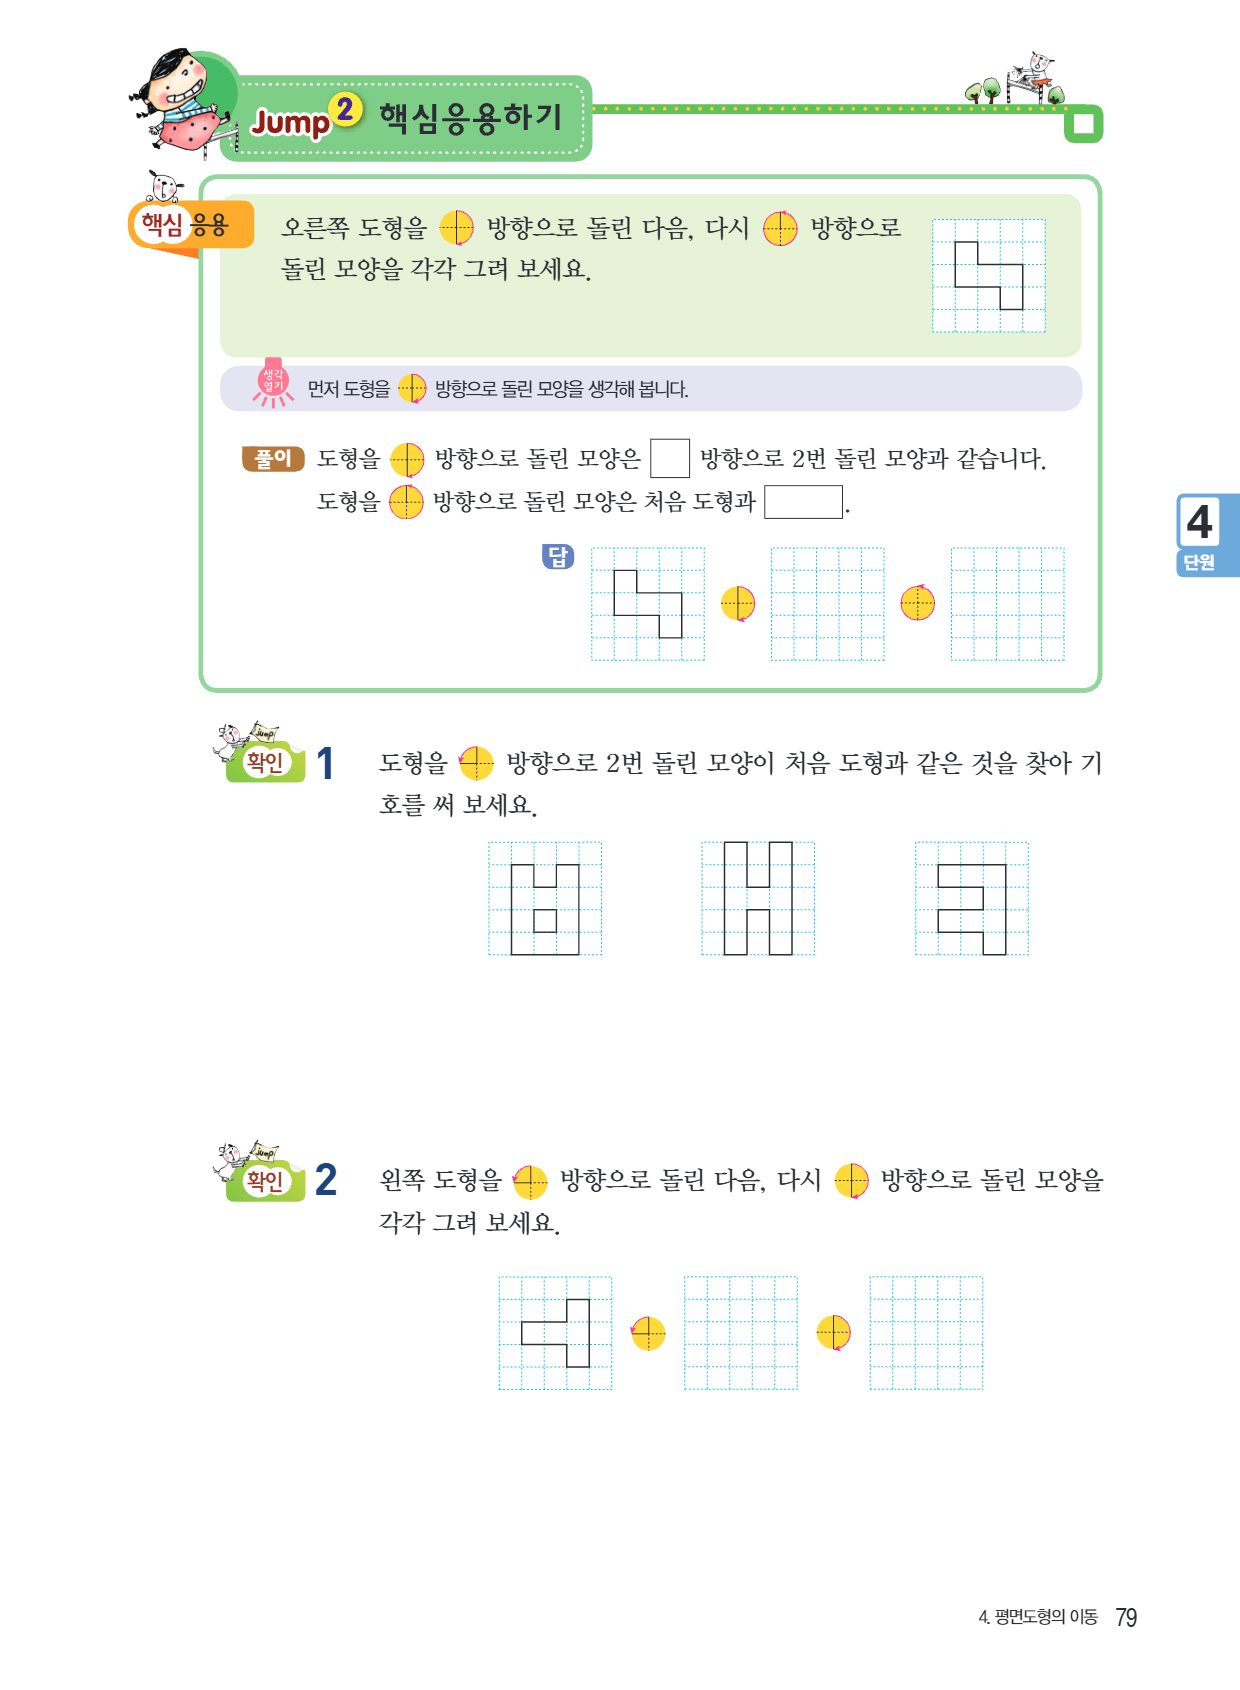 Jump 2 핵심응용하기
핵심 응용
오른쪽 도형을 방향으로 돌린 다음, 다시 방향으로
돌린 모양을 각각 그려 보세요.
생각
열기
먼저 도형을 방향으로 돌린 모양을 생각해 봅니다.
풀이 도형을 방향으로 돌린 모양은 방향으로 2번 돌린 모양과 같습니다.
도형을 방향으로 돌린 모양은 처음 도형과 .
답
4
단원
Jump
확인 1 도형을 방향으로 2번 돌린 모양이 처음 도형과 같은 것을 찾아 기
호를 써 보세요.
Jump
확인 2 왼쪽 도형을 방향으로 돌린 다음, 다시 방향으로 돌린 모양을
각각 그려 보세요.
4. 평면도형의 이동 79